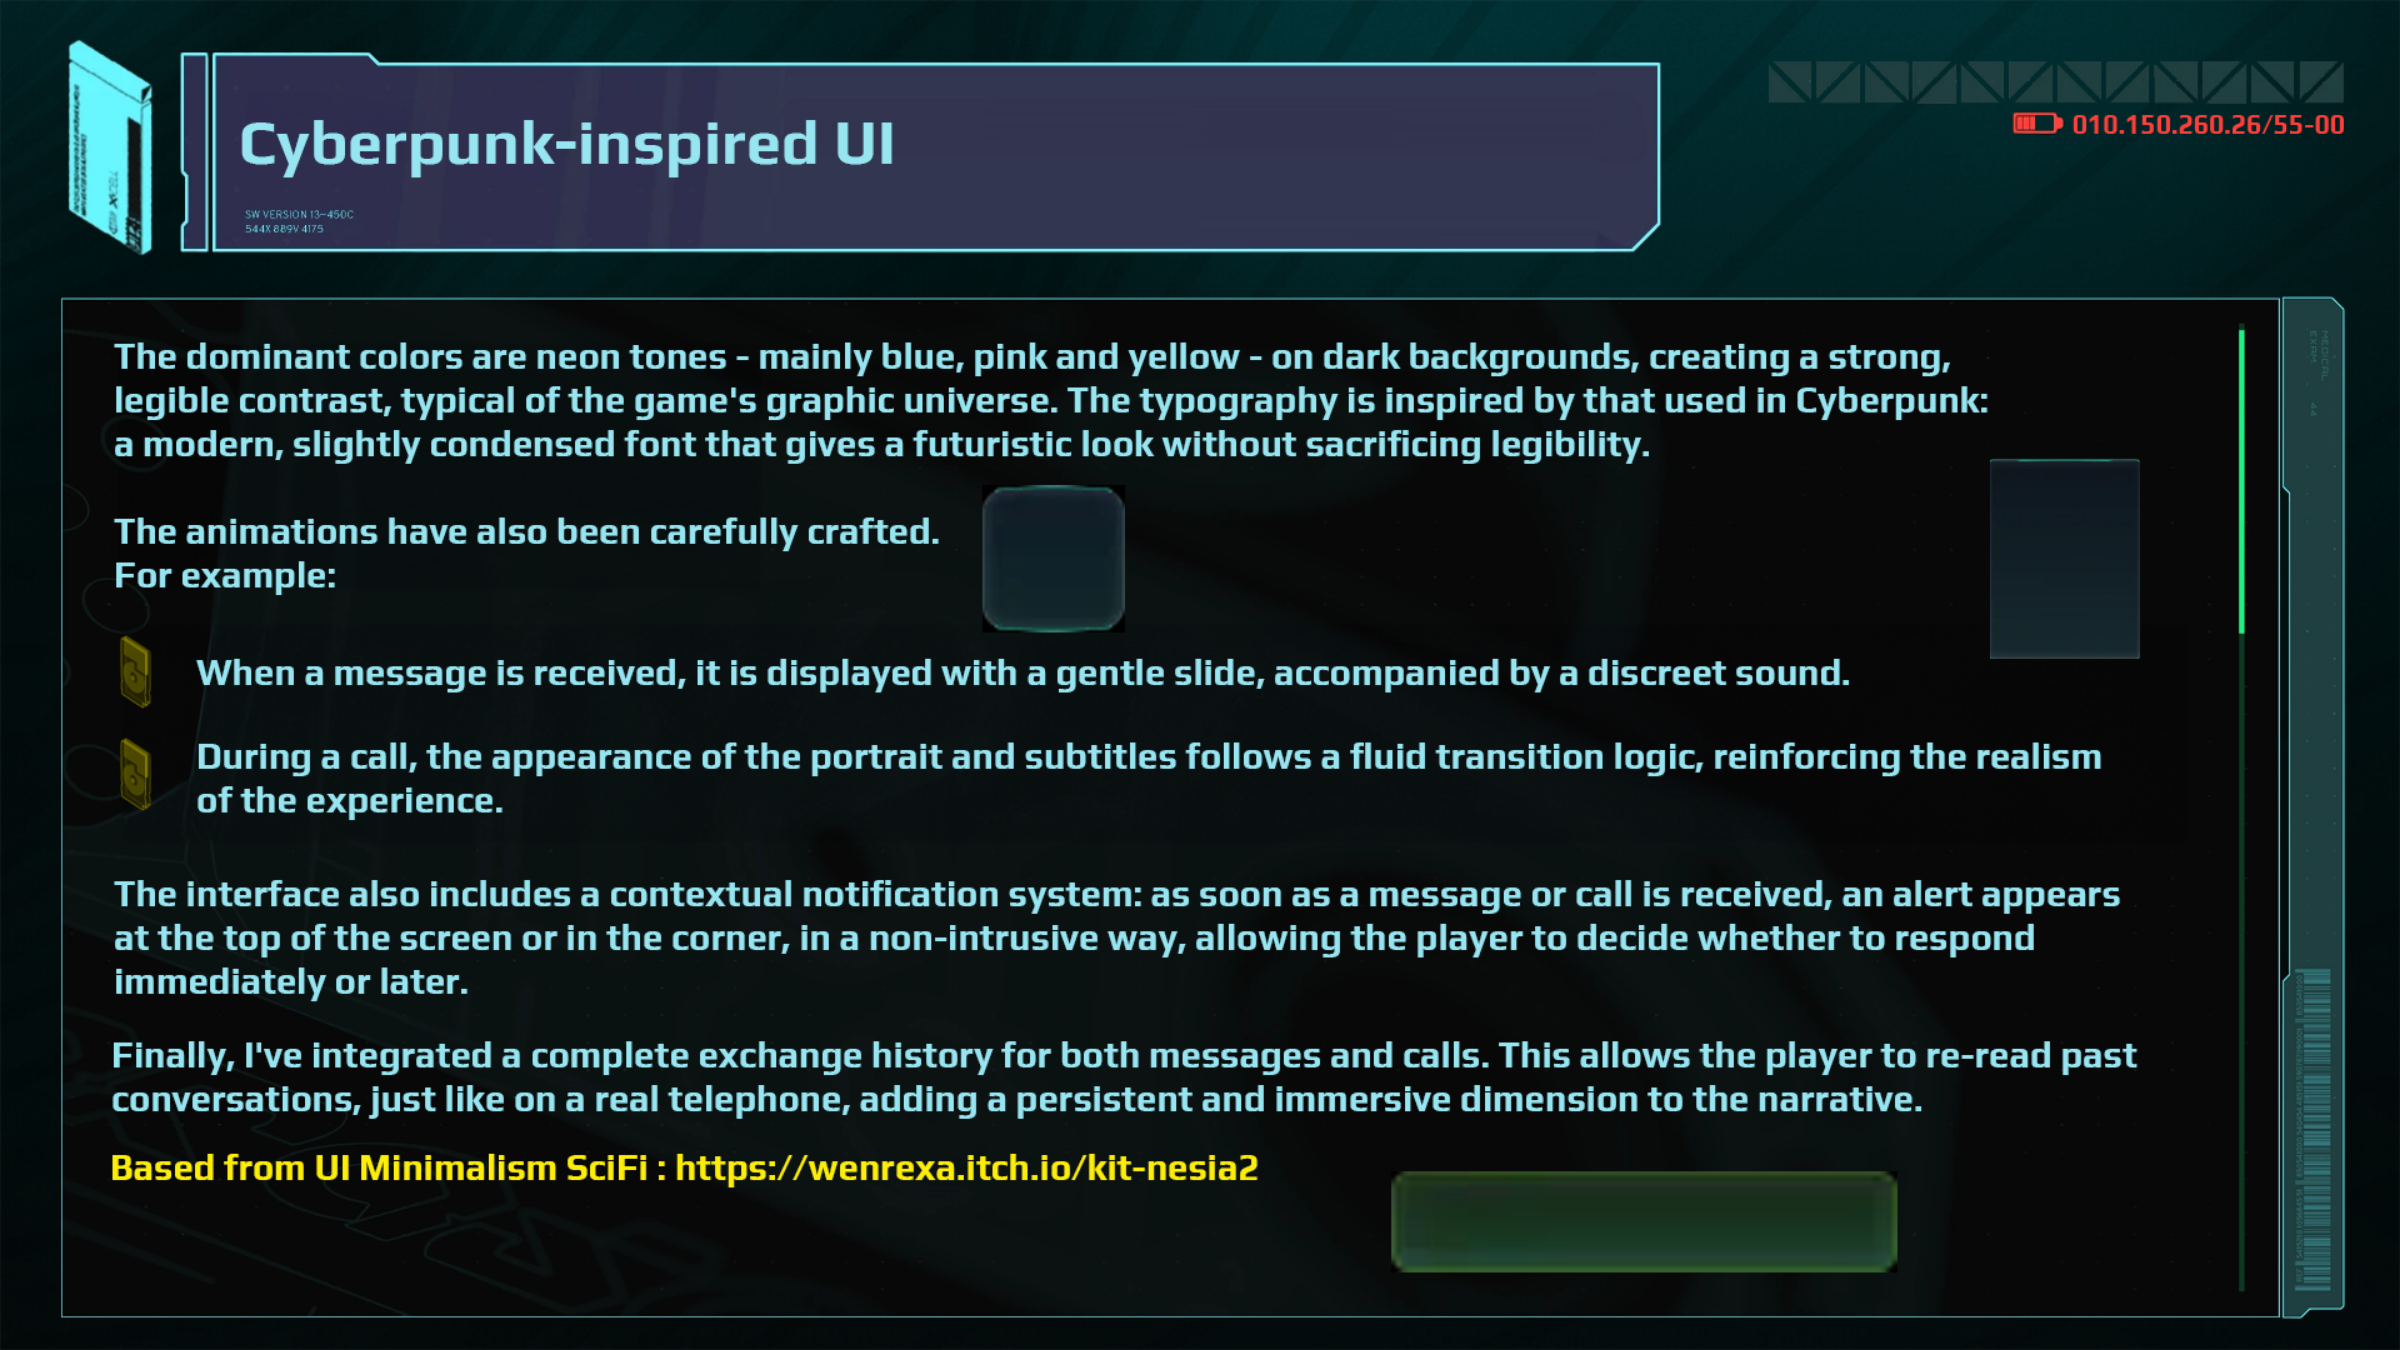 Cyberpunk-inspired UI
SW VERSION 13-450C
544X 889V 4175
010.150.260.26/55-00
The dominant colors are neon tones - mainly blue, pink and yellow - on dark backgrounds, creating a strong,
legible contrast, typical of the game's graphic universe. The typography is inspired by that used in Cyberpunk:
a modern, slightly condensed font that gives a futuristic look without sacrificing legibility.
The animations have also been carefully crafted.
For example:
When a message is received, it is displayed with a gentle slide, accompanied by a discreet sound.
During a call, the appearance of the portrait and subtitles follows a fluid transition logic, reinforcing the realism
of the experience.
The interface also includes a contextual notification system: as soon as a message or call is received, an alert appears
at the top of the screen or in the corner, in a non-intrusive way, allowing the player to decide whether to respond
immediately or later.
Finally, I've integrated a complete exchange history for both messages and calls. This allows the player to re-read past
conversations, just like on a real telephone, adding a persistent and immersive dimension to the narrative.
Based from UI Minimalism SciFi : https://wenrexa.itch.io/kit-nesia2
MEDICAL
EXAM 44